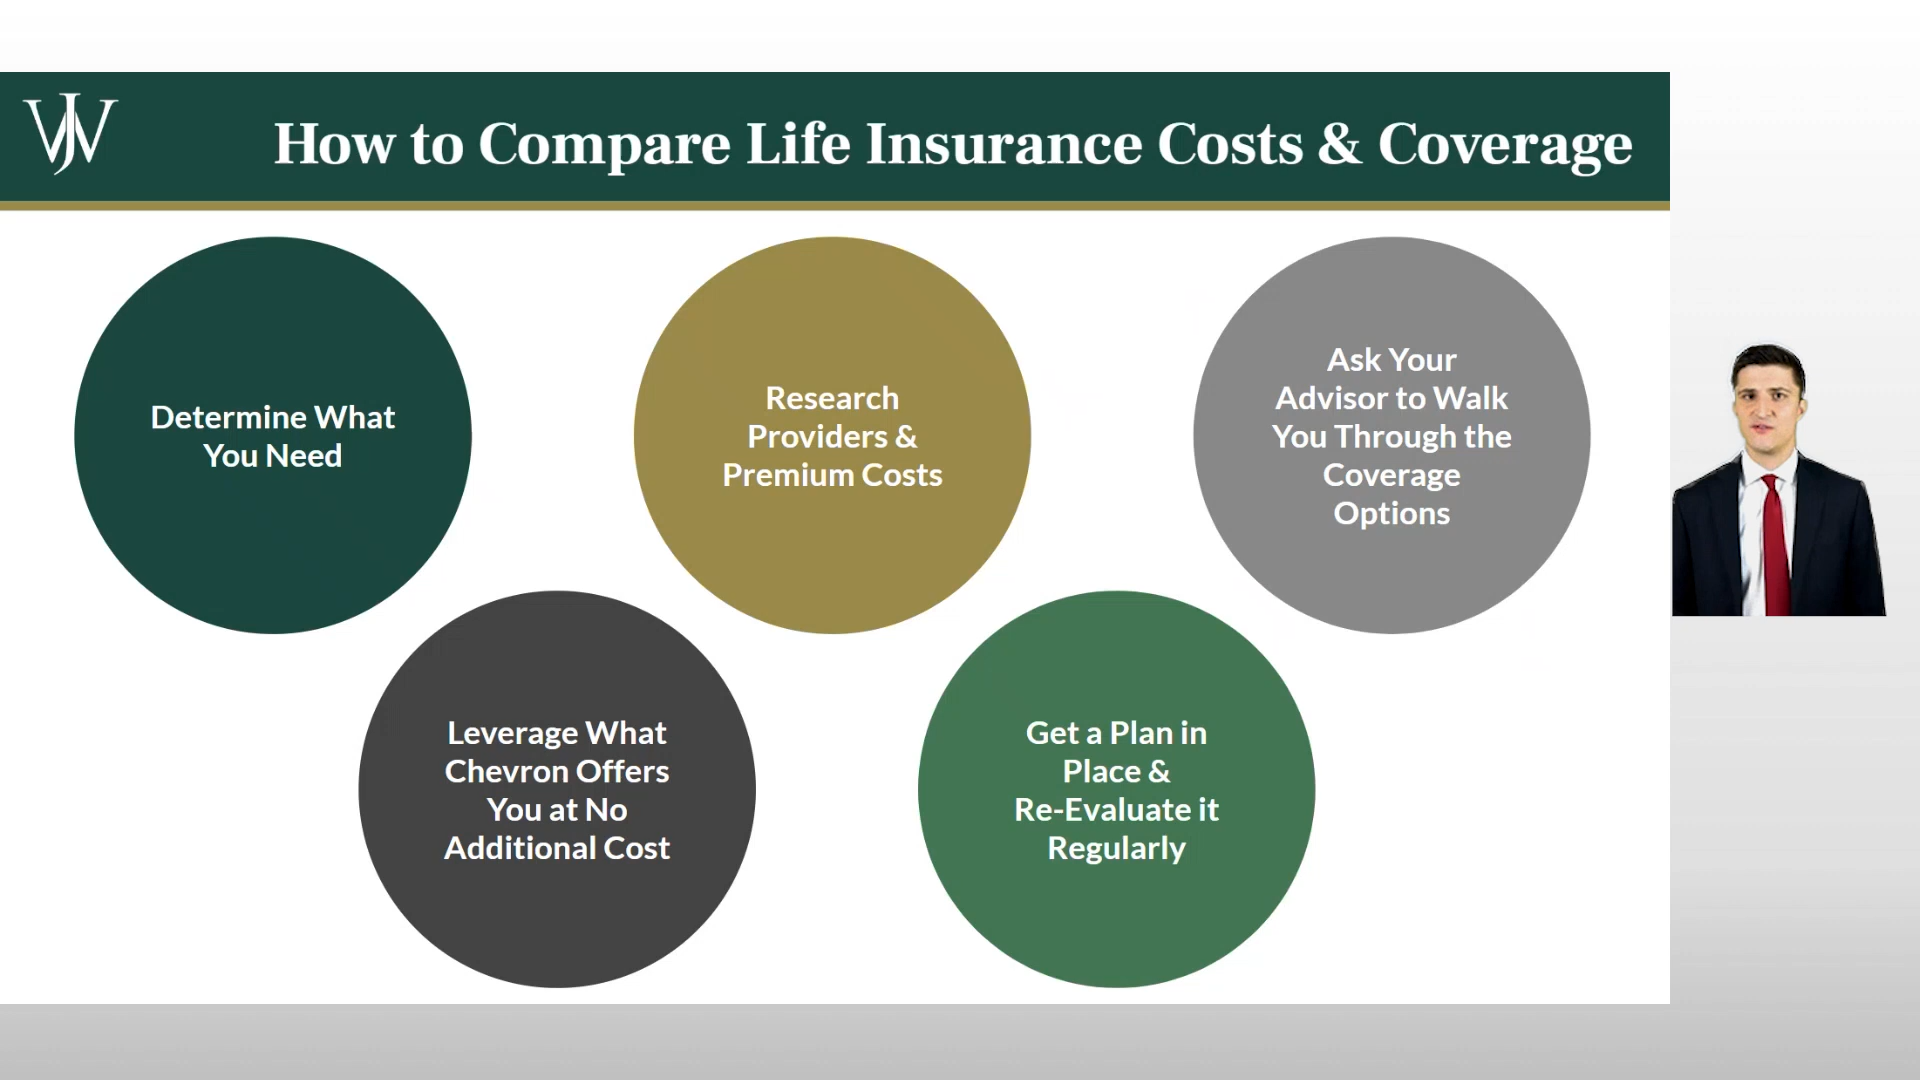 WJ
How to Compare Life Insurance Costs & Coverage
Determine What
You Need
Research
Providers &
Premium Costs
Ask Your
Advisor to Walk
You Through the
Coverage
Options
Leverage What
Chevron Offers
You at No
Additional Cost
Get a Plan in
Place &
Re-Evaluate it
Regularly